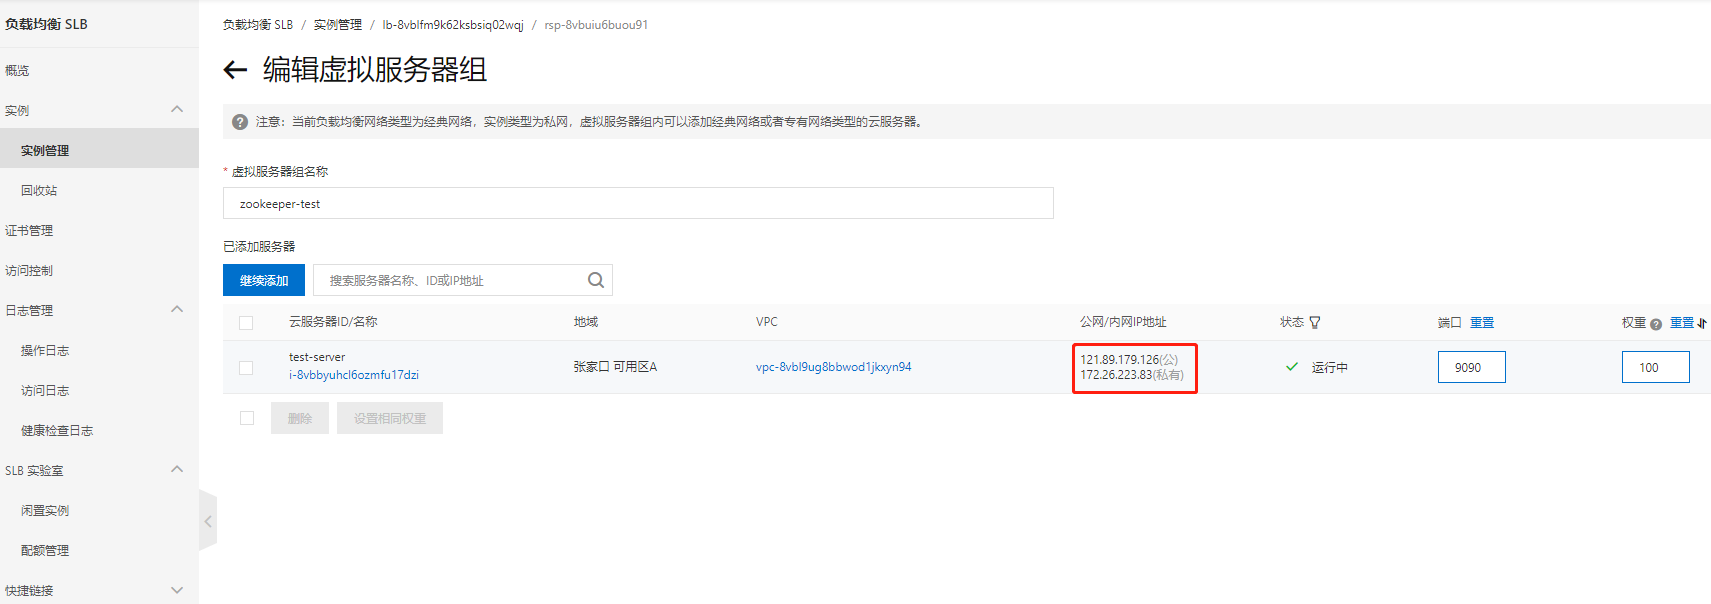 负载均衡 SLB
概览
实例
实例管理
回收站
证书管理
访问控制
日志管理
操作日志
访问日志
健康检查日志
SLB 实验室
闲置实例
配额管理
快捷链接
负载均衡 SLB / 实例管理 / lb-8vblfm9k62ksbsiq02wqj / rsp-8vbuiu6buou91
编辑虚拟服务器组
注意：当前负载均衡网络类型为经典网络，实例类型为私网，虚拟服务器组内可以添加经典网络或者专有网络类型的云服务器。
* 虚拟服务器组名称
zookeeper-test
已添加服务器
继续添加 搜索服务器名称、ID或IP地址
云服务器ID/名称 地域 VPC 公网/内网IP地址 状态 端口 重置 权重 重置
test-server
i-8vbbyuhcl6ozmfu17dzi
张家口 可用区A
vpc-8vbl9ug8bbwod1jkxyn94
121.89.179.126(公)
172.26.223.83(私有)
运行中
9090
100
删除 设置相同权重